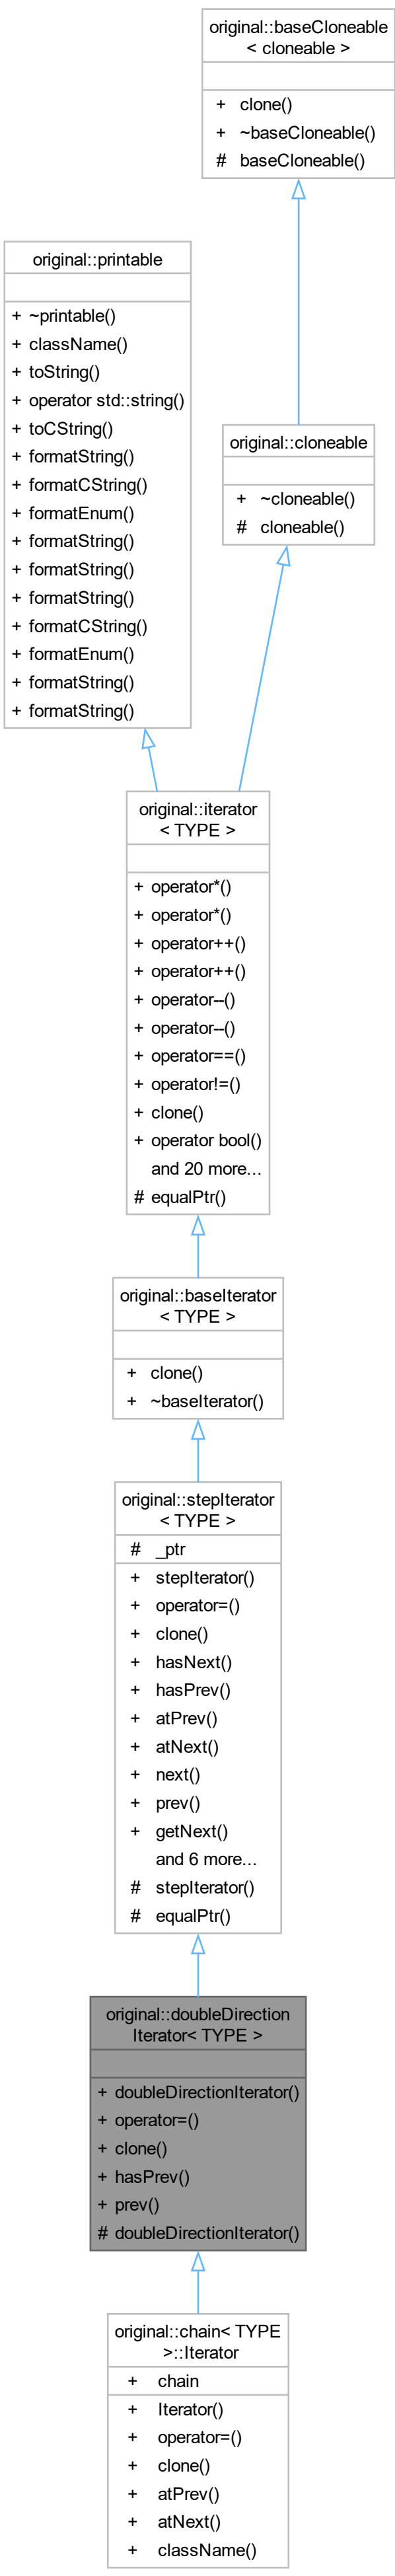 original::baseCloneable
< cloneable >
+ clone()
+ ~baseCloneable()
# baseCloneable()
original::printable
+ ~printable()
+ className()
+ toString()
+ operator std::string()
+ toCString()
+ formatString()
+ formatCString()
+ formatEnum()
+ formatString()
+ formatString()
+ formatString()
+ formatCString()
+ formatEnum()
+ formatString()
+ formatString()
original::cloneable
+ ~cloneable()
# cloneable()
original::iterator
< TYPE >
+ operator*()
+ operator*()
+ operator++()
+ operator++()
+ operator--()
+ operator--()
+ operator==()
+ operator!=()
+ clone()
+ operator bool()
and 20 more...
# equalPtr()
original::baseIterator
< TYPE >
+ clone()
+ ~baseIterator()
original::stepIterator
< TYPE >
# _ptr
+ stepIterator()
+ operator=()
+ clone()
+ hasNext()
+ hasPrev()
+ atPrev()
+ atNext()
+ next()
+ prev()
+ getNext()
and 6 more...
# stepIterator()
# equalPtr()
original::doubleDirection
Iterator< TYPE >
+ doubleDirectionIterator()
+ operator=()
+ clone()
+ hasPrev()
+ prev()
# doubleDirectionIterator()
original::chain< TYPE
>::Iterator
+ chain
+ Iterator()
+ operator=()
+ clone()
+ atPrev()
+ atNext()
+ className()